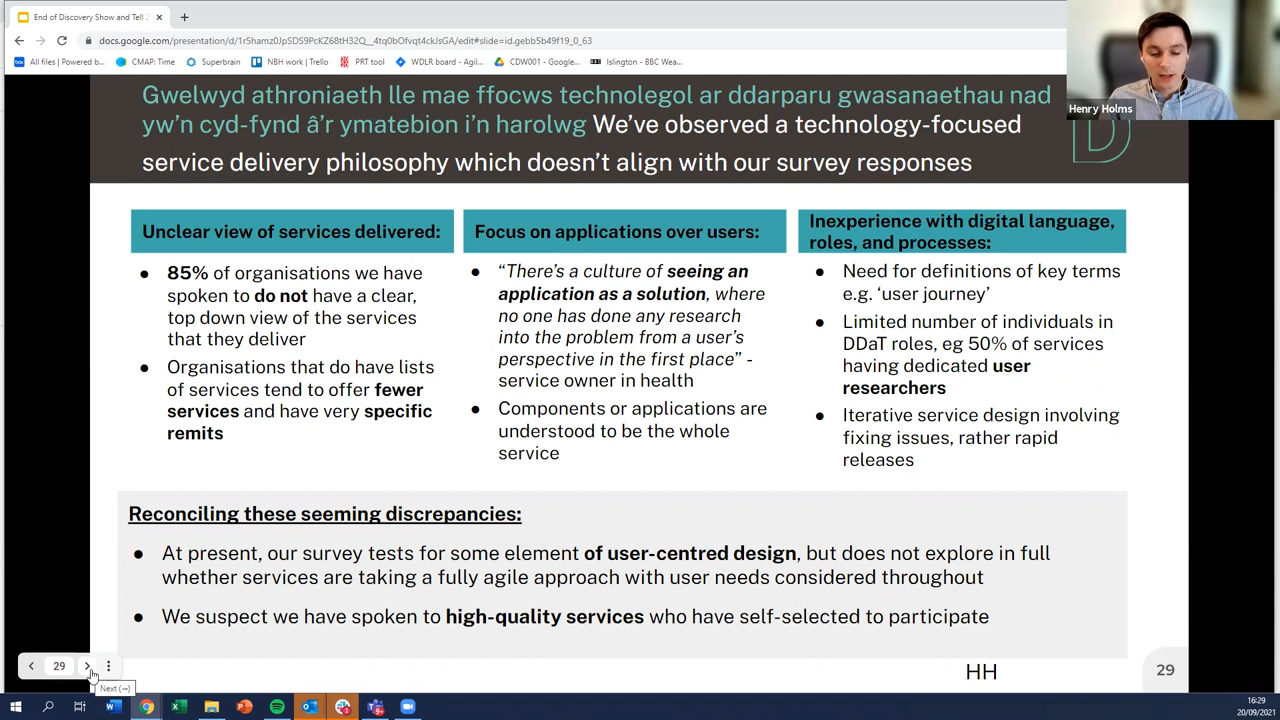 End of Discovery Show and Tell 2
docs.google.com/presentation/d/1r5hamz0JpSDS9PcKZ68tH32Q__4tq0bOfvqt4ckJsGA/edit#slide=id.gebb5b49f19_0_63
All files | Powered b... CMAP: Time Superbrain NBH work | Trello PRT tool WDLR board - Agil... CDW001 - Google... Islington - BBC Wea...
Henry Holms
Gwelwyd athroniaeth lle mae ffocws technolegol ar ddarparu gwasanaethau nad
yw'n cyd-fynd â'r ymatebion i'n harolwg We've observed a technology-focused
service delivery philosophy which doesn't align with our survey responses
D
Unclear view of services delivered:
● 85% of organisations we have
spoken to do not have a clear,
top down view of the services
that they deliver
● Organisations that do have lists
of services tend to offer fewer
services and have very specific
remits
Focus on applications over users:
● "There's a culture of seeing an
application as a solution, where
no one has done any research
into the problem from a user's
perspective in the first place" -
service owner in health
● Components or applications are
understood to be the whole
service
Inexperience with digital language,
roles, and processes:
● Need for definitions of key terms
e.g. 'user journey'
● Limited number of individuals in
DDaT roles, eg 50% of services
having dedicated user
researchers
● Iterative service design involving
fixing issues, rather rapid
releases
Reconciling these seeming discrepancies:
● At present, our survey tests for some element of user-centred design, but does not explore in full
whether services are taking a fully agile approach with user needs considered throughout
● We suspect we have spoken to high-quality services who have self-selected to participate
29
Next (→)
HH
29
16:29
20/09/2021